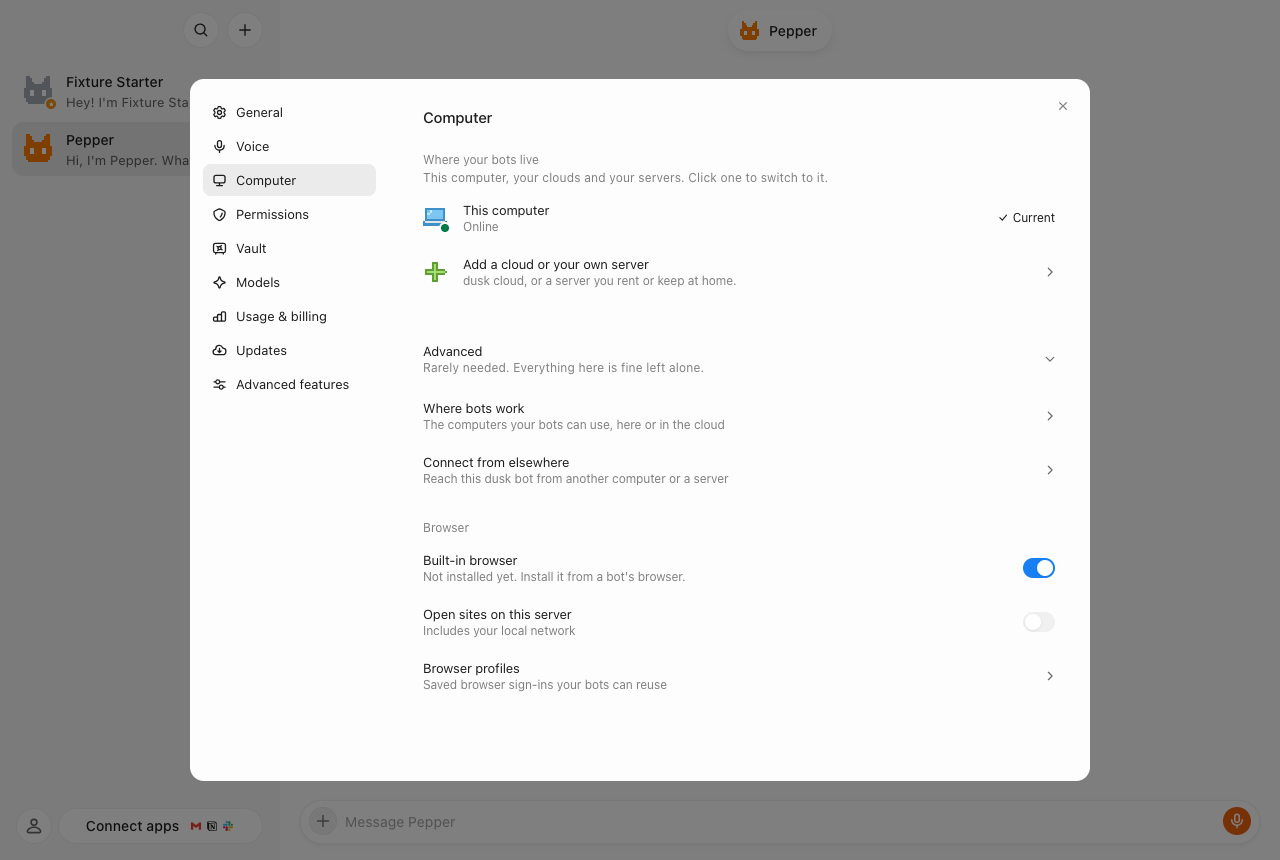 Pepper
Fixture Starter
Hey! I'm Fixture Sta
Pepper
Hi, I'm Pepper. Wha
General
Voice
Computer
Permissions
Vault
Models
Usage & billing
Updates
Advanced features
Computer
Where your bots live
This computer, your clouds and your servers. Click one to switch to it.
This computer
Online
Current
Add a cloud or your own server
dusk cloud, or a server you rent or keep at home.
Advanced
Rarely needed. Everything here is fine left alone.
Where bots work
The computers your bots can use, here or in the cloud
Connect from elsewhere
Reach this dusk bot from another computer or a server
Browser
Built-in browser
Not installed yet. Install it from a bot's browser.
Open sites on this server
Includes your local network
Browser profiles
Saved browser sign-ins your bots can reuse
Connect apps
Message Pepper